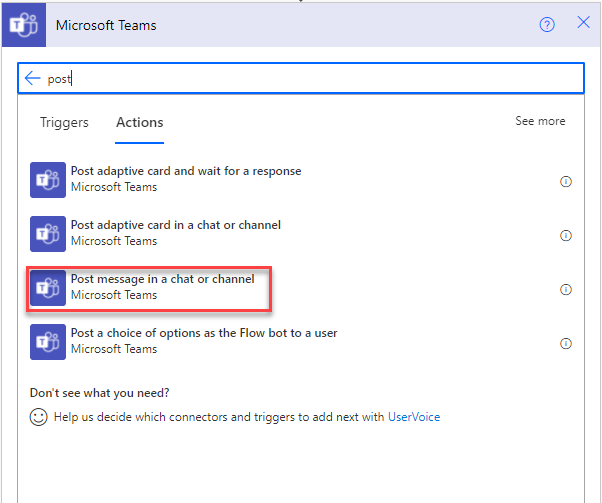 Microsoft Teams
post
Triggers
Actions
See more
Post adaptive card and wait for a response
Microsoft Teams
Post adaptive card in a chat or channel
Microsoft Teams
Post message in a chat or channel
Microsoft Teams
Post a choice of options as the Flow bot to a user
Microsoft Teams
Don't see what you need?
Help us decide which connectors and triggers to add next with UserVoice